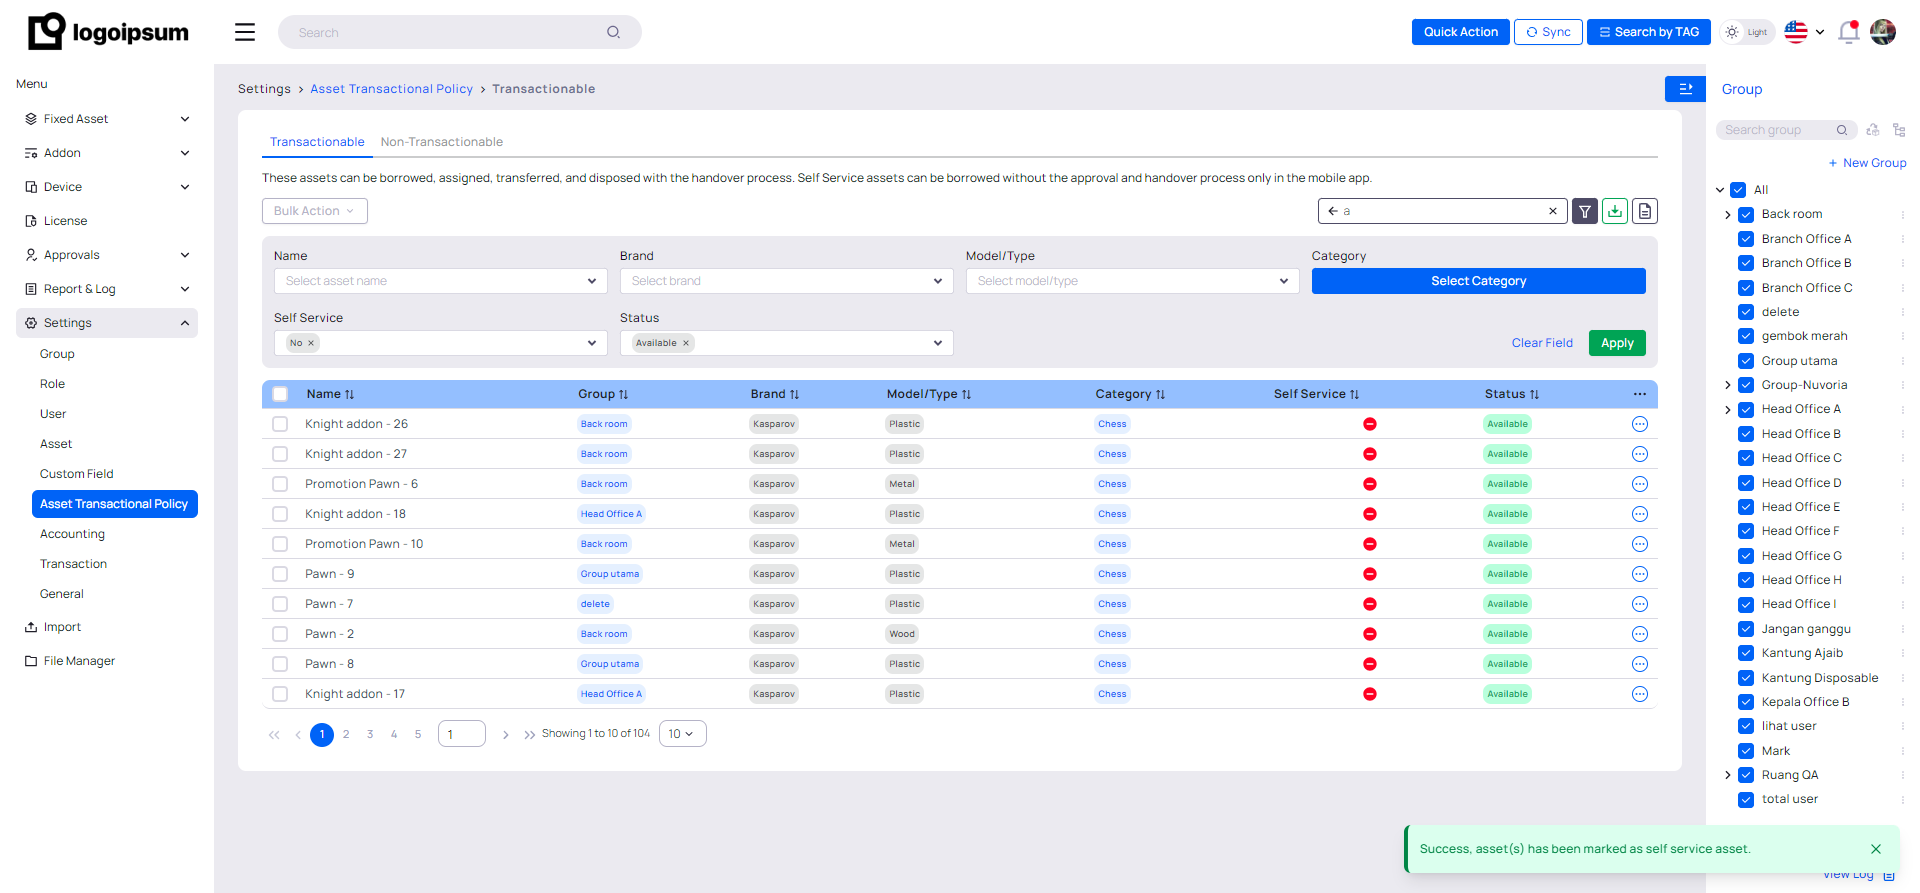 logoipsum
Search
Quick Action
Sync
Search by TAG
Light
Menu
Fixed Asset
Addon
Device
License
Approvals
Report & Log
Settings
Group
Role
User
Asset
Custom Field
Asset Transactional Policy
Accounting
Transaction
General
Import
File Manager
Settings > Asset Transactional Policy > Transactionable
Transactionable Non-Transactionable
These assets can be borrowed, assigned, transferred, and disposed with the handover process. Self Service assets can be borrowed without the approval and handover process only in the mobile app.
Bulk Action
a
Name Brand Model/Type Category
Select asset name Select brand Select model/type Select Category
Self Service Status
No Available Clear Field Apply
Name Group Brand Model/Type Category Self Service Status
Knight addon - 26 Back room Kasparov Plastic Chess Available
Knight addon - 27 Back room Kasparov Plastic Chess Available
Promotion Pawn - 6 Back room Kasparov Metal Chess Available
Knight addon - 18 Head Office A Kasparov Plastic Chess Available
Promotion Pawn - 10 Back room Kasparov Metal Chess Available
Pawn - 9 Group utama Kasparov Plastic Chess Available
Pawn - 7 delete Kasparov Plastic Chess Available
Pawn - 2 Back room Kasparov Wood Chess Available
Pawn - 8 Group utama Kasparov Plastic Chess Available
Knight addon - 17 Head Office A Kasparov Plastic Chess Available
1 2 3 4 5 1 Showing 1 to 10 of 104 10
Group
Search group
+ New Group
All
Back room
Branch Office A
Branch Office B
Branch Office C
delete
gembok merah
Group utama
Group-Nuvoria
Head Office A
Head Office B
Head Office C
Head Office D
Head Office E
Head Office F
Head Office G
Head Office H
Head Office I
Jangan ganggu
Kantung Ajaib
Kantung Disposable
Kepala Office B
lihat user
Mark
Ruang QA
total user
Success, asset(s) has been marked as self service asset.
View Log